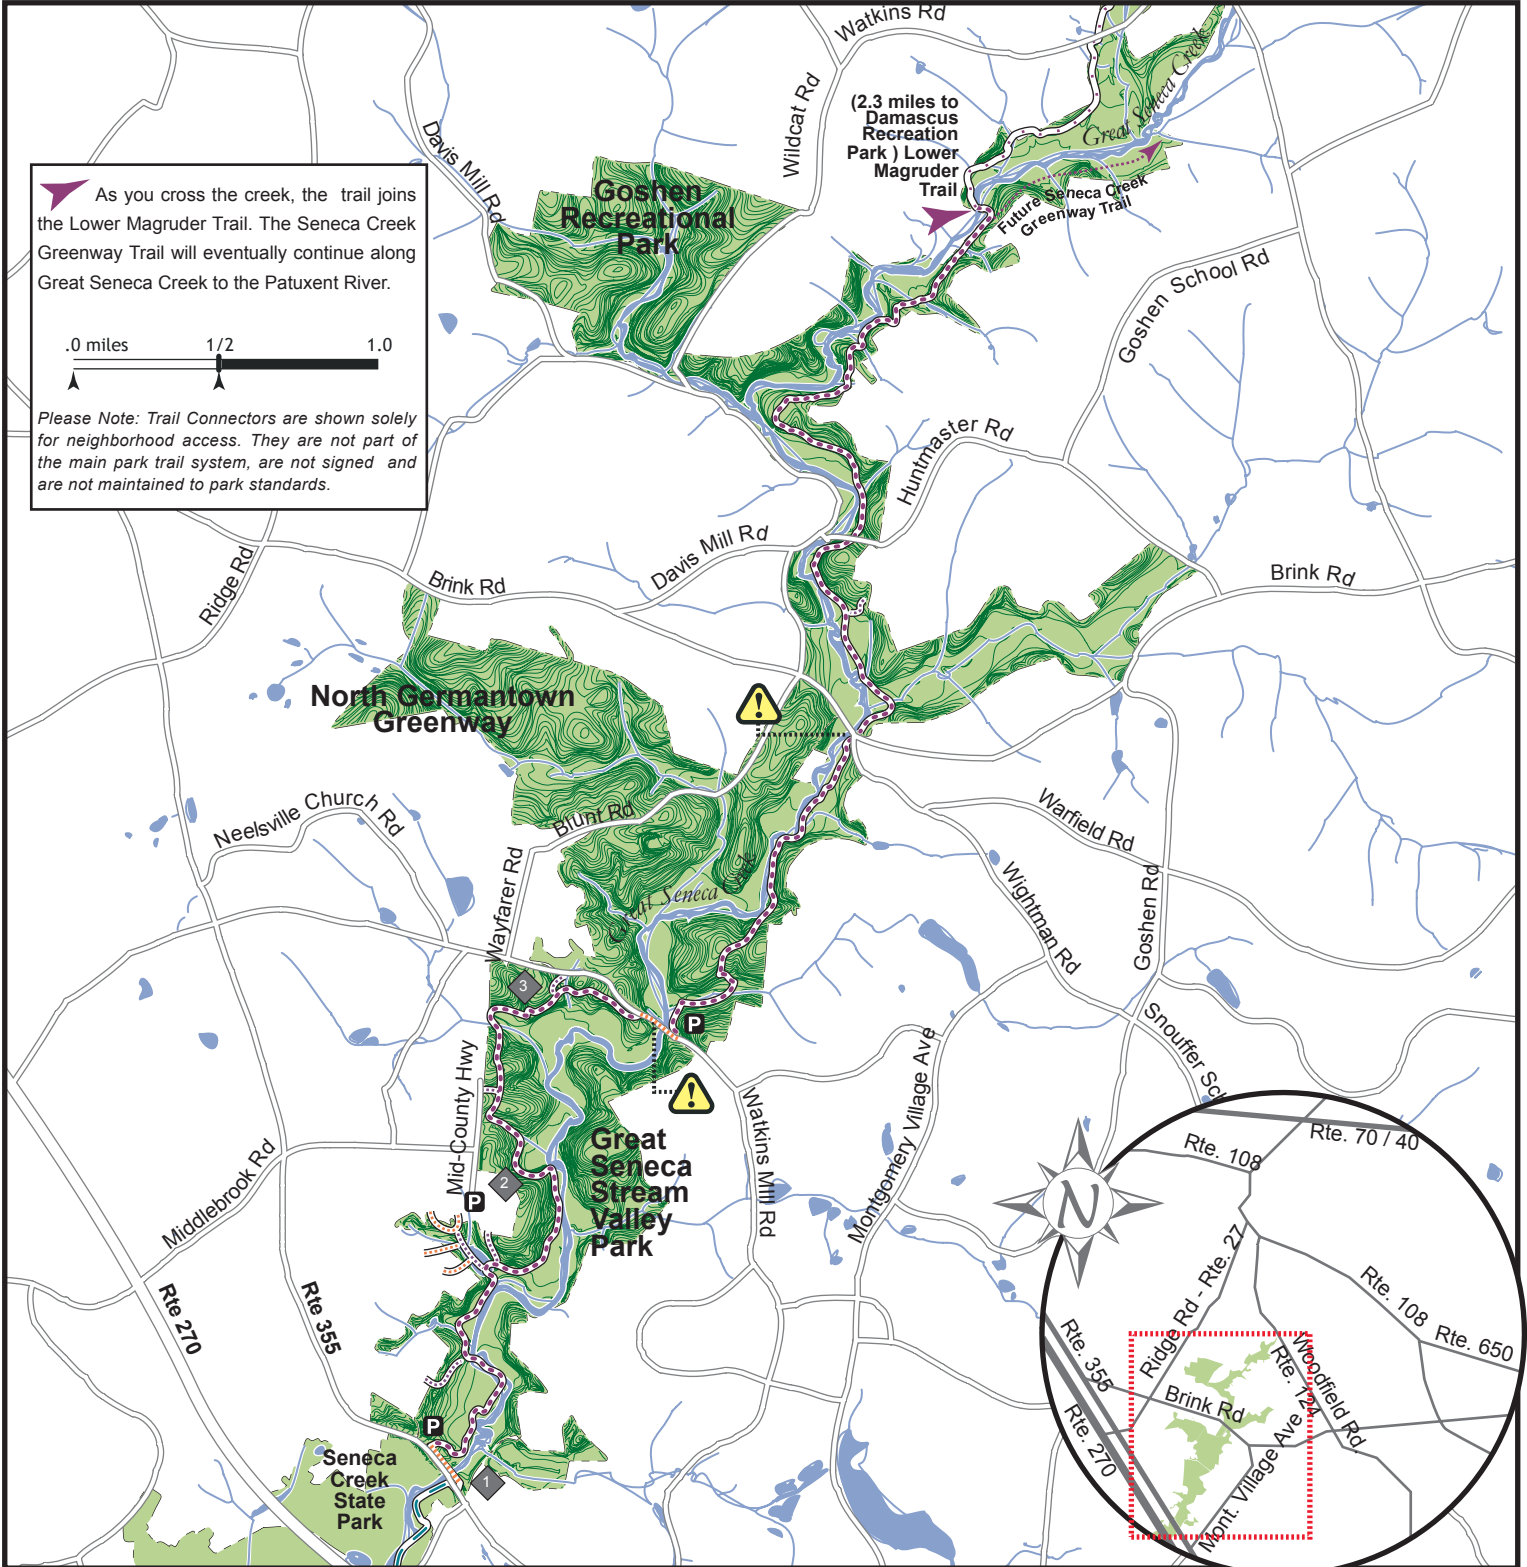 Watkins Rd
Great Seneca Creek
(2.3 miles to
Damascus
Recreation
Park ) Lower
Magruder
Trail
Wildcat Rd
Davis Mill Rd
As you cross the creek, the trail joins
the Lower Magruder Trail. The Seneca Creek
Greenway Trail will eventually continue along
Great Seneca Creek to the Patuxent River.
.0 miles 1/2 1.0
Please Note: Trail Connectors are shown solely
for neighborhood access. They are not part of
the main park trail system, are not signed and
are not maintained to park standards.
Goshen
Recreational
Park
Future Seneca Creek
Greenway Trail
Goshen School Rd
Huntmaster Rd
Davis Mill Rd
Ridge Rd
Brink Rd
Brink Rd
North Germantown
Greenway
!
Neelsville Church Rd
Blunt Rd
Warfield Rd
Wayfarer Rd
Great Seneca Creek
Wightman Rd
Goshen Rd
3
P
Snouffer Sch
!
Mid-County Hwy
Watkins Mill Rd
Montgomery Village Ave
Great
Seneca
Stream
Valley
Park
Middlebrook Rd
2
P
Rte 270
Rte 355
P
1
Seneca
Creek
State
Park
N
Rte. 70 / 40
Rte. 108
Ridge Rd - Rte. 27
Rte. 108
Rte. 650
Rte. 355
Rte. 270
Brink Rd
Woodfield Rd
Rte. 124
Mont. Village Ave